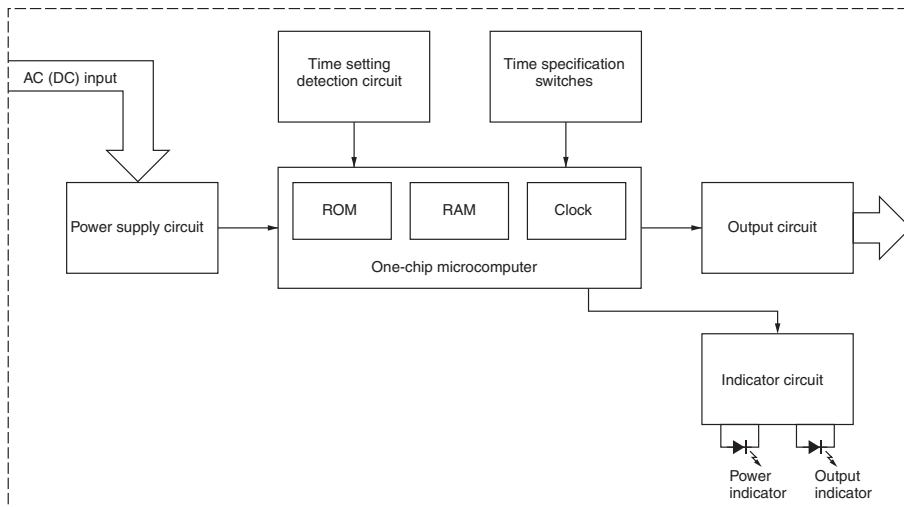 AC (DC) input
Time setting
detection circuit
Time specification
switches
Power supply circuit
ROM
RAM
Clock
One-chip microcomputer
Output circuit
Indicator circuit
Power
indicator
Output
indicator